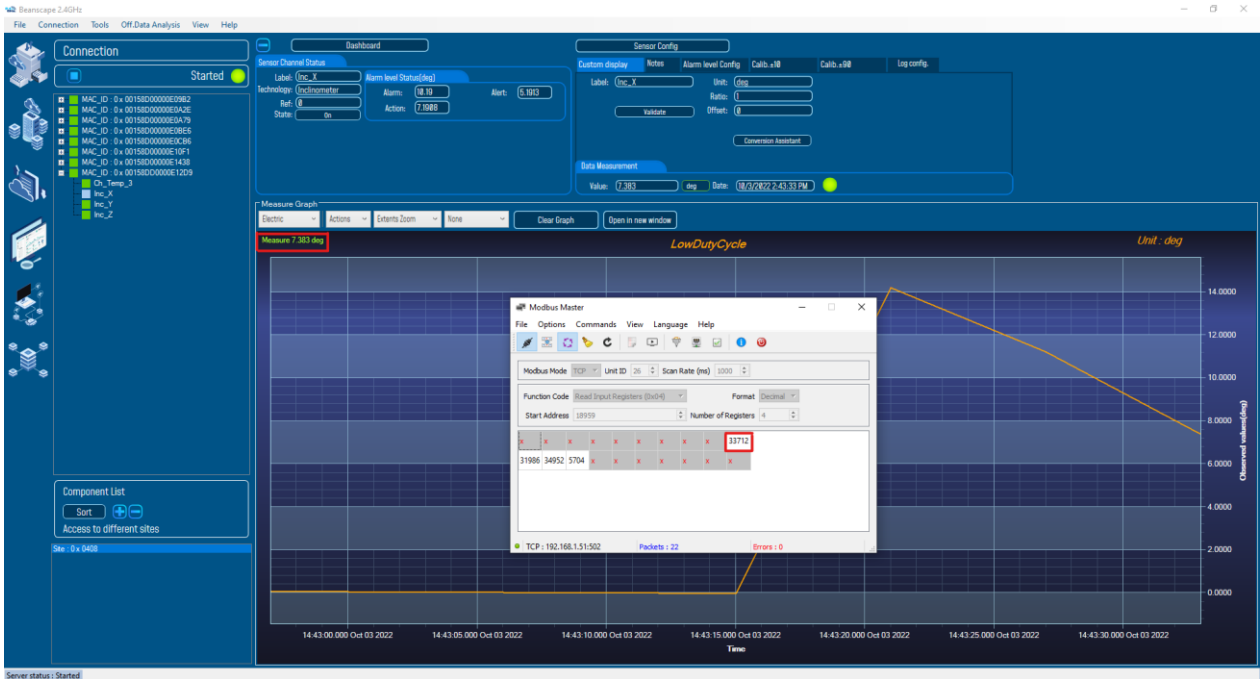 Beanscape 2.4GHz
File Connection Tools Off.Data Analysis View Help
Connection
Started
MAC_ID : 0 x 00158D00000E09B2
MAC_ID : 0 x 00158D00000E0A2E
MAC_ID : 0 x 00158D00000E0A79
MAC_ID : 0 x 00158D00000E0BE6
MAC_ID : 0 x 00158D00000E0CB6
MAC_ID : 0 x 00158D00000E10F1
MAC_ID : 0 x 00158D00000E1438
MAC_ID : 0 x 00158DD0000E12D9
Ch_Temp_3
Inc_X
Inc_Y
Inc_Z
Component List
Sort
Access to different sites
Site : 0 x 0408
Dashboard
Sensor Channel Status
Label: Inc_X
Technology: Inclinometer
Ref: 0
State: On
Alarm level Status(deg)
Alarm: 10.19 Alert: 5.1913
Action: 7.1908
Sensor Config
Custom display Notes Alarm level Config Calib.±10 Calib.±90 Log config.
Label: Inc_X Unit: deg
Ratio: 1
Validate Offset: 0
Conversion Assistant
Data Measurement
Value: 7.383 deg Date: 10/3/2022 2:43:33 PM
Measure Graph
Electric Actions Extents Zoom None Clear Graph Open in new window
Measure 7.383 deg LowDutyCycle Unit : deg
14.0000
12.0000
10.0000
8.0000
6.0000
4.0000
2.0000
0.0000
Observed values(deg)
14:43:00.000 Oct 03 2022 14:43:05.000 Oct 03 2022 14:43:10.000 Oct 03 2022 14:43:15.000 Oct 03 2022 14:43:20.000 Oct 03 2022 14:43:25.000 Oct 03 2022 14:43:30.000 Oct 03 2022
Time
Modbus Master
File Options Commands View Language Help
Modbus Mode TCP Unit ID 26 Scan Rate (ms) 1000
Function Code Read Input Registers (0x04) Format Decimal
Start Address 18959 Number of Registers 4
x x x x x x x x x 33712
31986 34952 5704 x x x x x x x
TCP : 192.168.1.51:502 Packets : 22 Errors : 0
Server status : Started